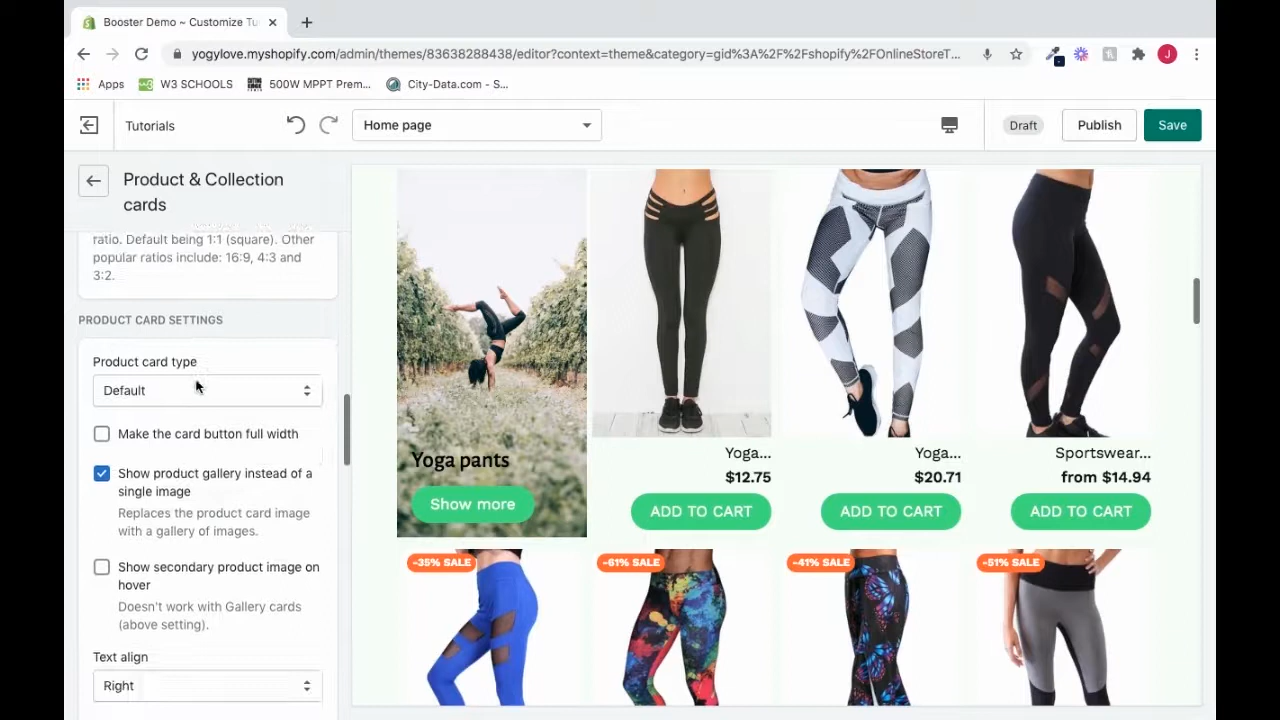 Booster Demo ~ Customize Tu
yogylove.myshopify.com/admin/themes/83638288438/editor?context=theme&category=gid%3A%2F%2Fshopify%2FOnlineStoreT...
Apps
W3 SCHOOLS
500W MPPT Prem...
City-Data.com - S...
Tutorials
Home page
Draft
Publish
Save
Product & Collection
cards
ratio. Default being 1:1 (square). Other
popular ratios include: 16:9, 4:3 and
3:2.
PRODUCT CARD SETTINGS
Product card type
Default
Make the card button full width
Show product gallery instead of a
single image
Replaces the product card image
with a gallery of images.
Show secondary product image on
hover
Doesn't work with Gallery cards
(above setting).
Text align
Right
Yoga pants
Show more
Yoga...
$12.75
ADD TO CART
Yoga...
$20.71
ADD TO CART
Sportswear...
from $14.94
ADD TO CART
-35% SALE
-61% SALE
-41% SALE
-51% SALE
J